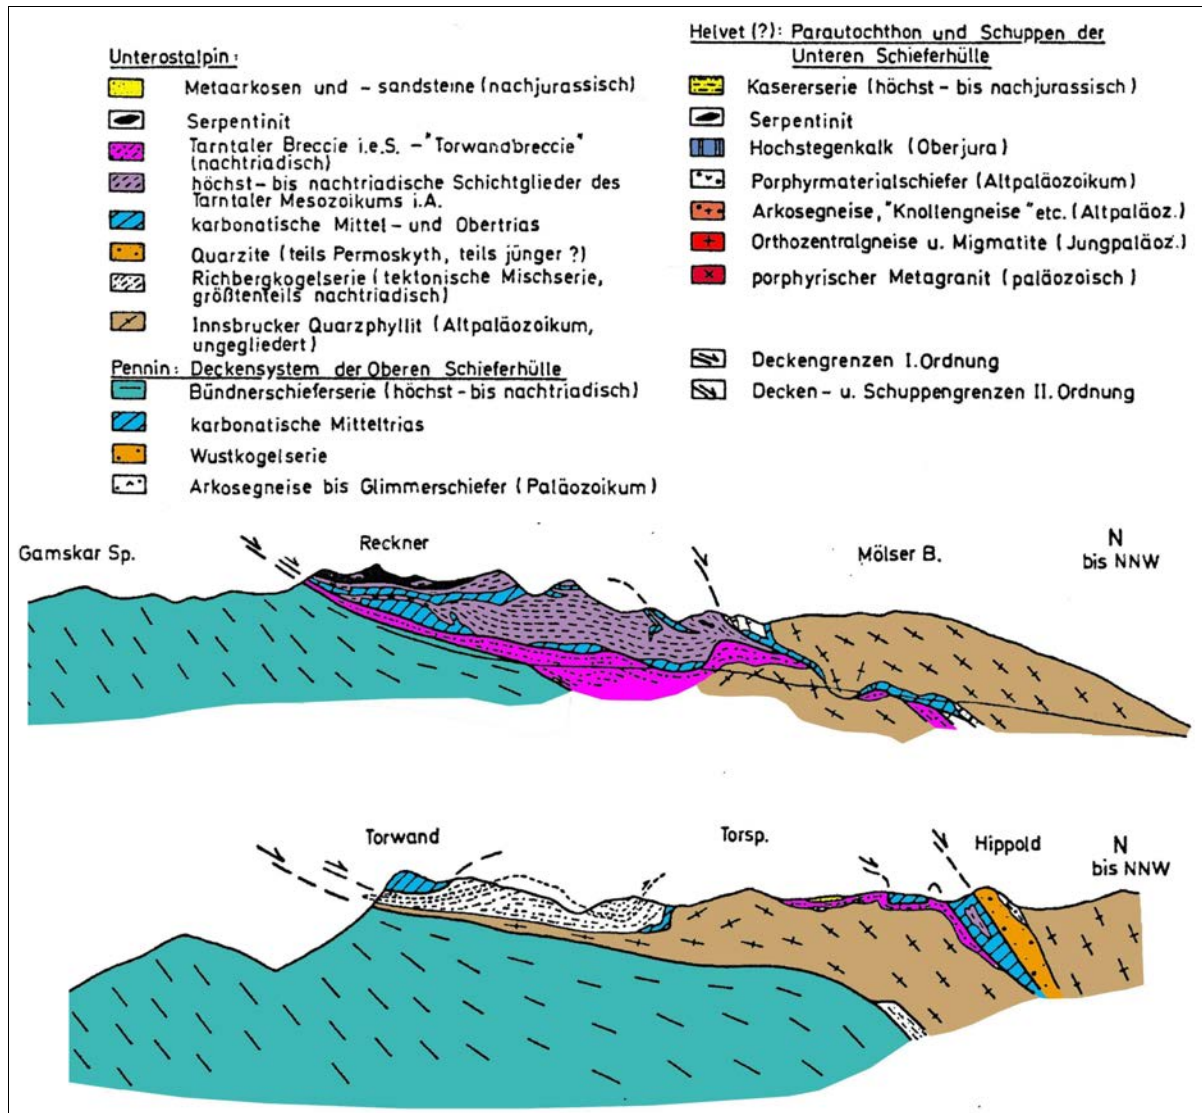 Unterostalpin:
Metaarkosen und - sandsteine (nachjurassisch)
Serpentinit
Tarntaler Breccie i.e.S. - "Torwandbreccie"
(nachtriadisch)
höchst- bis nachtriadische Schichtglieder des
Tarntaler Mesozoikums i.A.
karbonatische Mittel- und Obertrias
Quarzite (teils Permoskyth, teils jünger ?)
Richbergkogelserie (tektonische Mischserie,
größtenteils nachtriadisch)
Innsbrucker Quarzphyllit (Altpaläozoikum,
ungegliedert)
Pennin: Deckensystem der Oberen Schieferhülle
Bündnerschieferserie (höchst- bis nachtriadisch)
karbonatische Mitteltrias
Wustkogelserie
Arkosegneise bis Glimmerschiefer (Paläozoikum)
Helvet (?): Parautochthon und Schuppen der
Unteren Schieferhülle
Kasererserie (höchst- bis nachjurassisch)
Serpentinit
Hochstegenkalk (Oberjura)
Porphyrmaterialschiefer (Altpaläozoikum)
Arkosegneise, "Knollengneise" etc. (Altpaläoz.)
Orthozentralgneise u. Migmatite (Jungpaläoz.)
porphyrischer Metagranit (paläozoisch)
Deckengrenzen I. Ordnung
Decken- u. Schuppengrenzen II. Ordnung
Gamskar Sp.
Reckner
Mölser B.
N
bis NNW
Torwand
Torsp.
Hippold
N
bis NNW